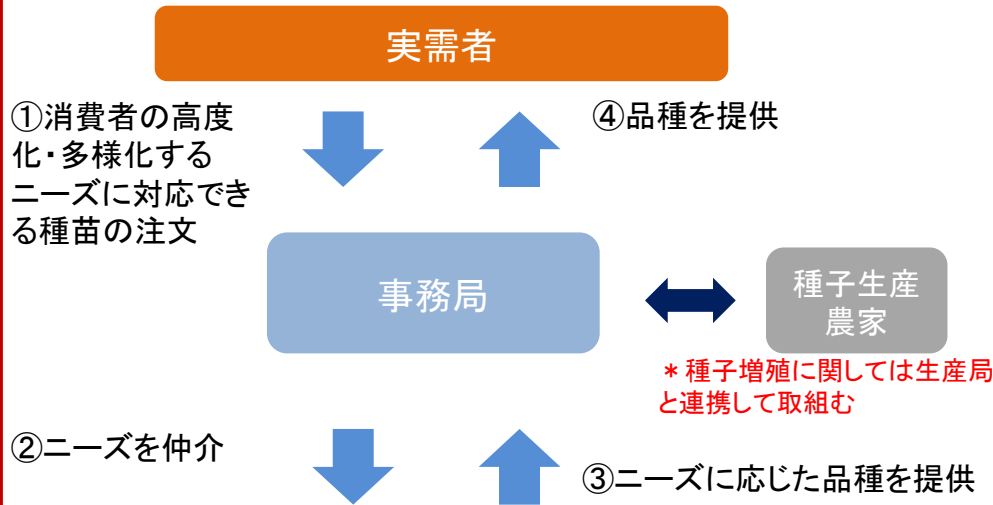 実需者
①消費者の高度
化・多様化する
ニーズに対応でき
る種苗の注文
④品種を提供
事務局
種子生産
農家
＊種子増殖に関しては生産局
と連携して取組む
②ニーズを仲介
③ニーズに応じた品種を提供